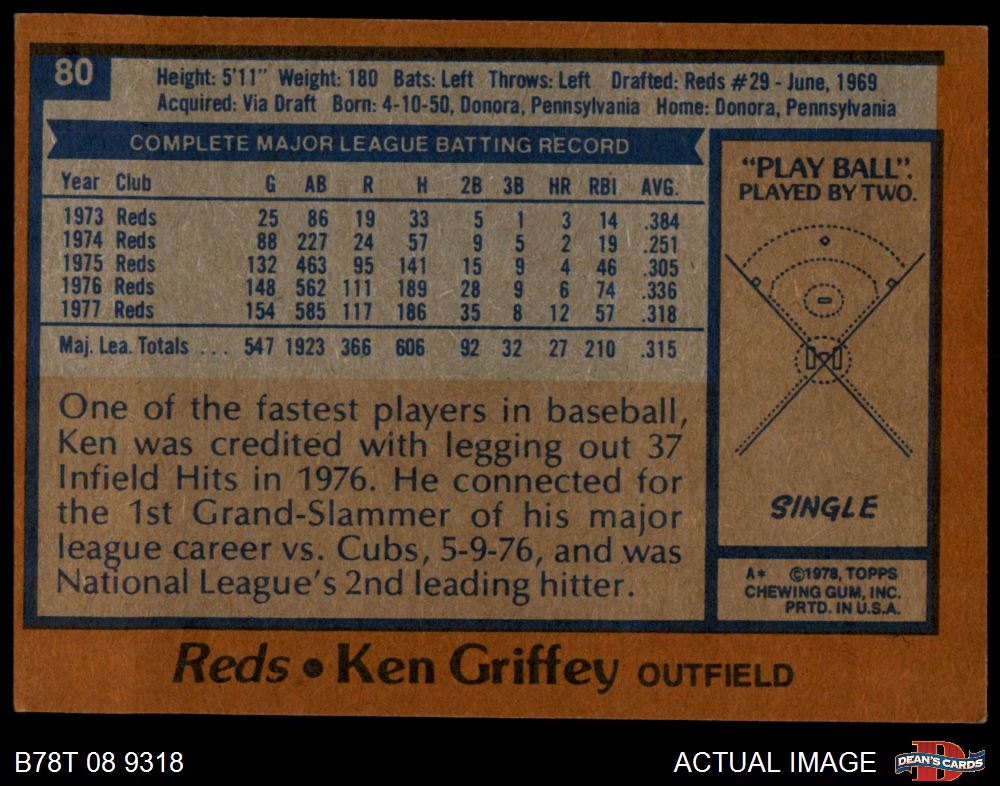 80
Height: 5'11" Weight: 180 Bats: Left Throws: Left Drafted: Reds #29 - June, 1969
Acquired: Via Draft Born: 4-10-50, Donora, Pennsylvania Home: Donora, Pennsylvania
COMPLETE MAJOR LEAGUE BATTING RECORD
Year Club G AB R H 2B 3B HR RBI AVG.
1973 Reds 25 86 19 33 5 1 3 14 .384
1974 Reds 88 227 24 57 9 5 2 19 .251
1975 Reds 132 463 95 141 15 9 4 46 .305
1976 Reds 148 562 111 189 28 9 6 74 .336
1977 Reds 154 585 117 186 35 8 12 57 .318
Maj. Lea. Totals ... 547 1923 366 606 92 32 27 210 .315
One of the fastest players in baseball,
Ken was credited with legging out 37
Infield Hits in 1976. He connected for
the 1st Grand-Slammer of his major
league career vs. Cubs, 5-9-76, and was
National League's 2nd leading hitter.
"PLAY BALL".
PLAYED BY TWO.
SINGLE
A* ©1978, TOPPS
CHEWING GUM, INC.
PRTD. IN U.S.A.
Reds • Ken Griffey OUTFIELD
B78T 08 9318
ACTUAL IMAGE
D
DEAN'S CARDS